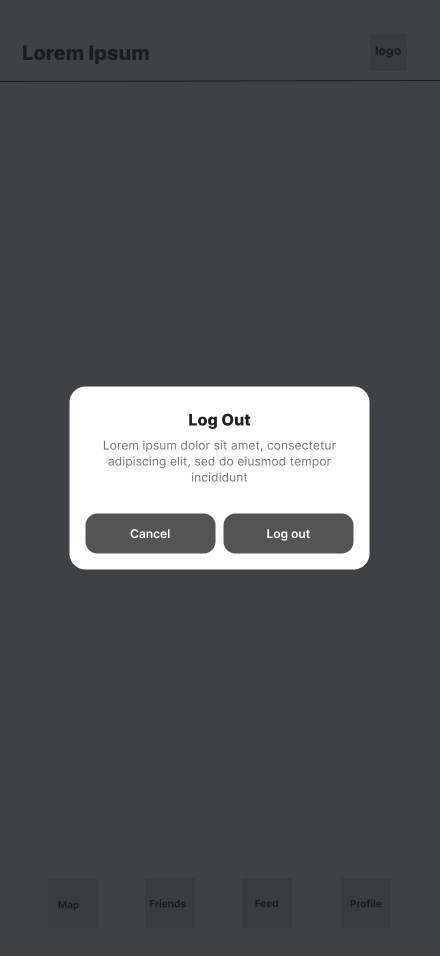 Lorem Ipsum
logo
Log Out
Lorem ipsum dolor sit amet, consectetur
adipiscing elit, sed do eiusmod tempor
incididunt
Cancel
Log out
Map
Friends
Feed
Profile